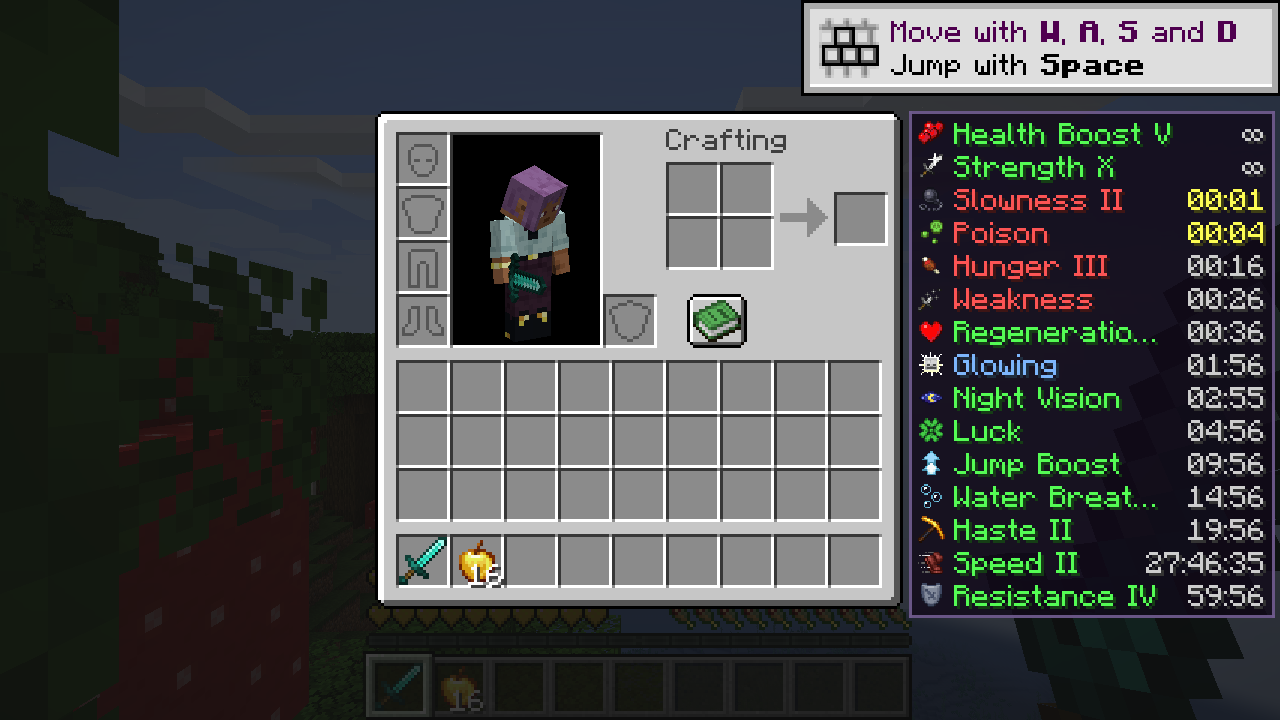 Move with W, A, S and D
Jump with Space
Crafting
16
16
Health Boost V ∞
Strength X ∞
Slowness II 00:01
Poison 00:04
Hunger III 00:16
Weakness 00:26
Regeneratio... 00:36
Glowing 01:56
Night Vision 02:55
Luck 04:56
Jump Boost 09:56
Water Breat... 14:56
Haste II 19:56
Speed II 27:46:35
Resistance IV 59:56